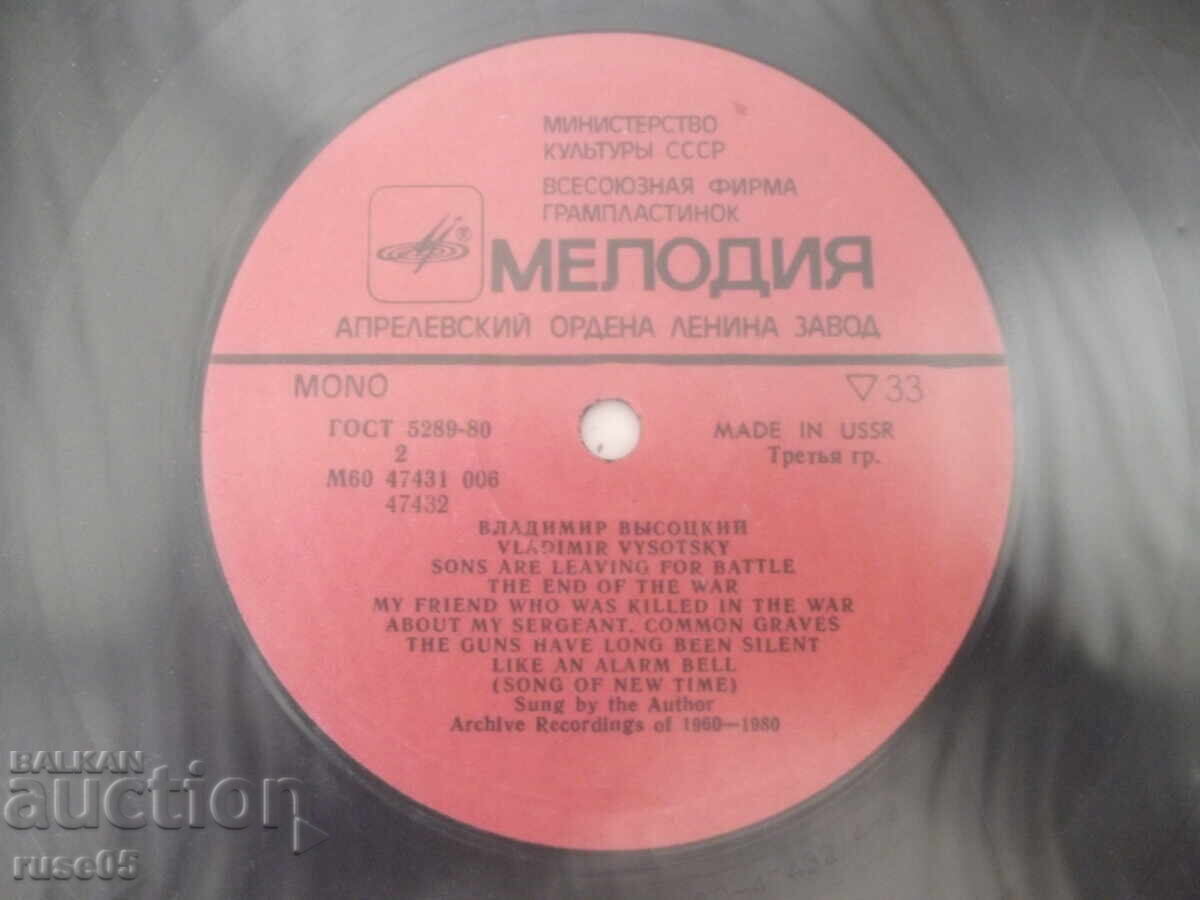 МИНИСТЕРСТВО
КУЛЬТУРЫ СССР
ВСЕСОЮЗНАЯ ФИРМА
ГРАМПЛАСТИНОК
®
МЕЛОДИЯ
АПРЕЛЕВСКИЙ ОРДЕНА ЛЕНИНА ЗАВОД
MONO
▽33
ГОСТ 5289-80
2
М60 47431 006
47432
MADE IN USSR
Третья гр.
ВЛАДИМИР ВЫСОЦКИЙ
VLADIMIR VYSOTSKY
SONS ARE LEAVING FOR BATTLE
THE END OF THE WAR
MY FRIEND WHO WAS KILLED IN THE WAR
ABOUT MY SERGEANT. COMMON GRAVES
THE GUNS HAVE LONG BEEN SILENT
LIKE AN ALARM BELL
(SONG OF NEW TIME)
Sung by the Author
Archive Recordings of 1960—1980
BALKAN
auction
ruse05